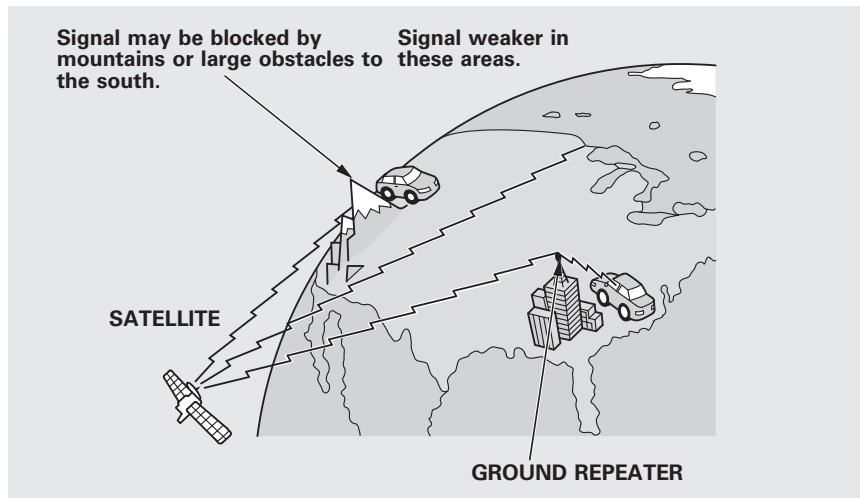 Signal may be blocked by
mountains or large obstacles to
the south.
Signal weaker in
these areas.
SATELLITE
GROUND REPEATER